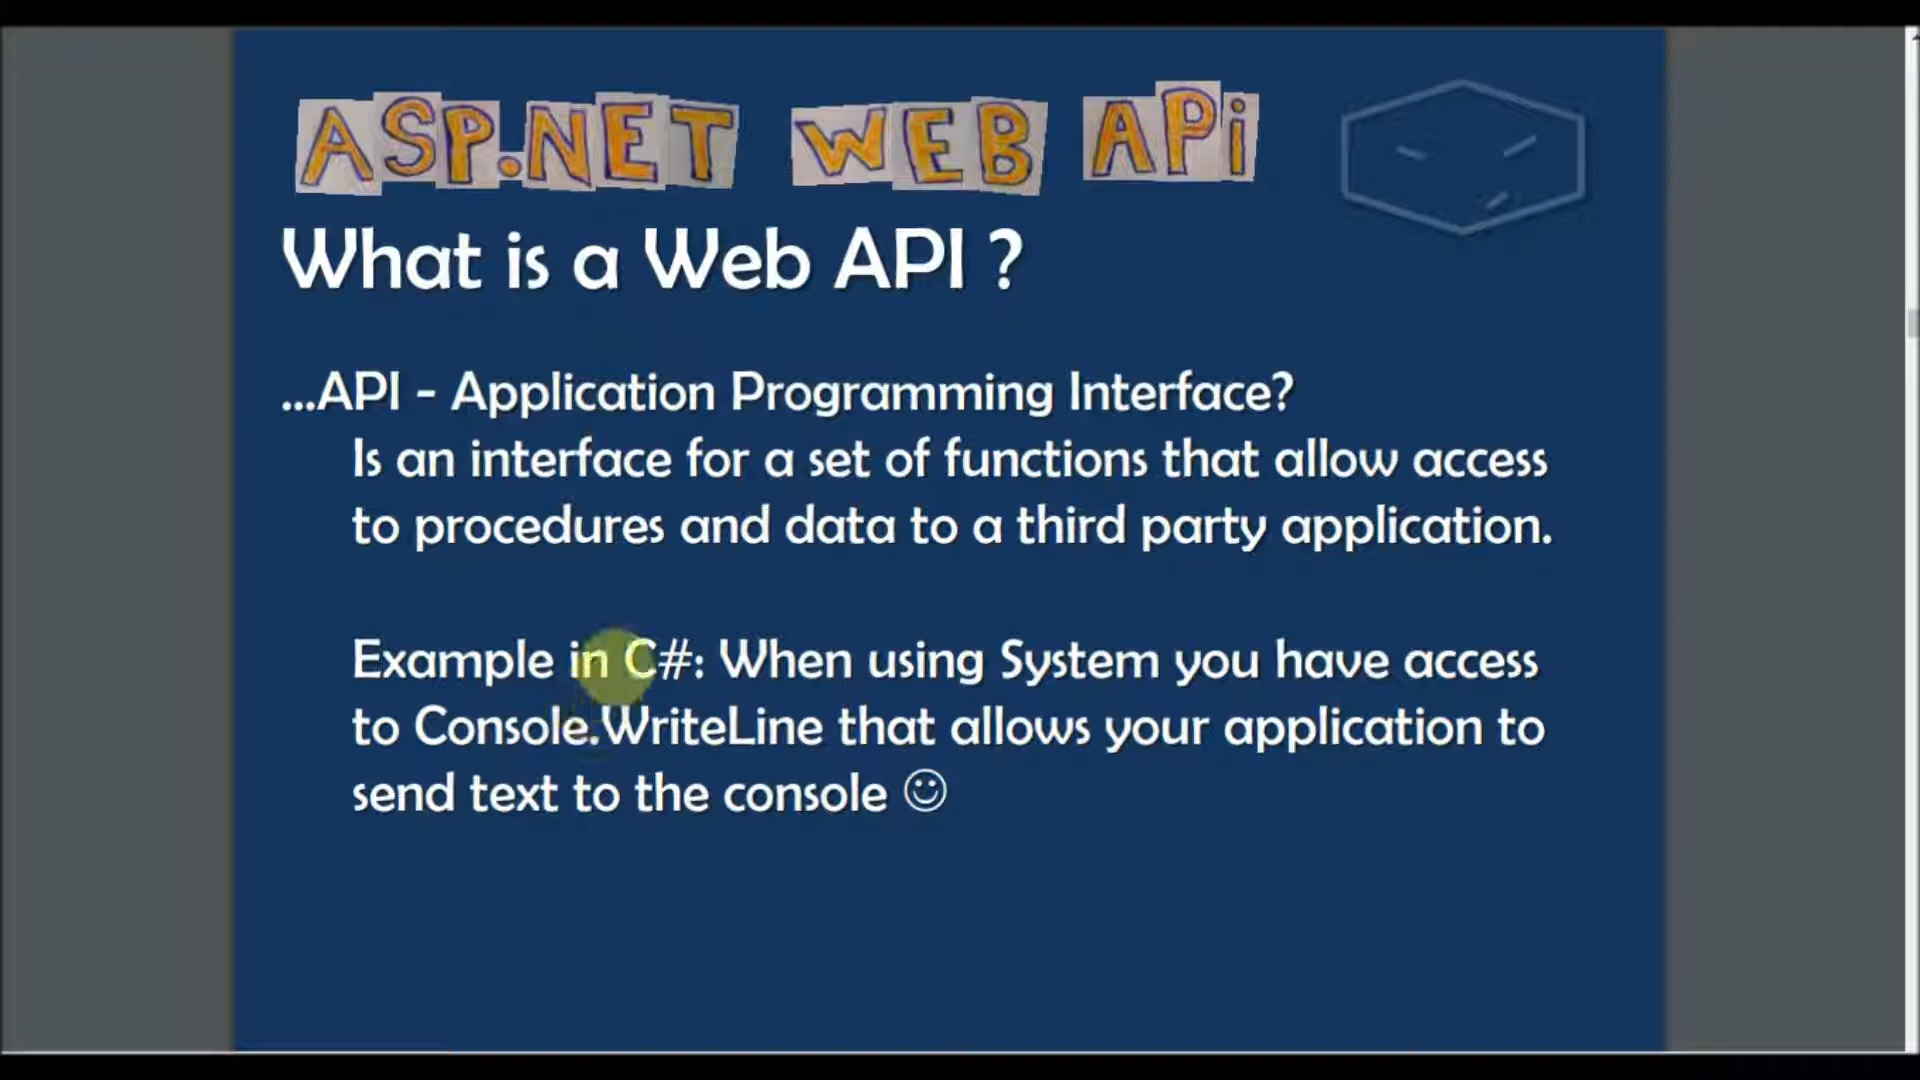 ASP.NET WEB APi
What is a Web API ?
...API - Application Programming Interface?
Is an interface for a set of functions that allow access
to procedures and data to a third party application.
Example in C#: When using System you have access
to Console.WriteLine that allows your application to
send text to the console ☺